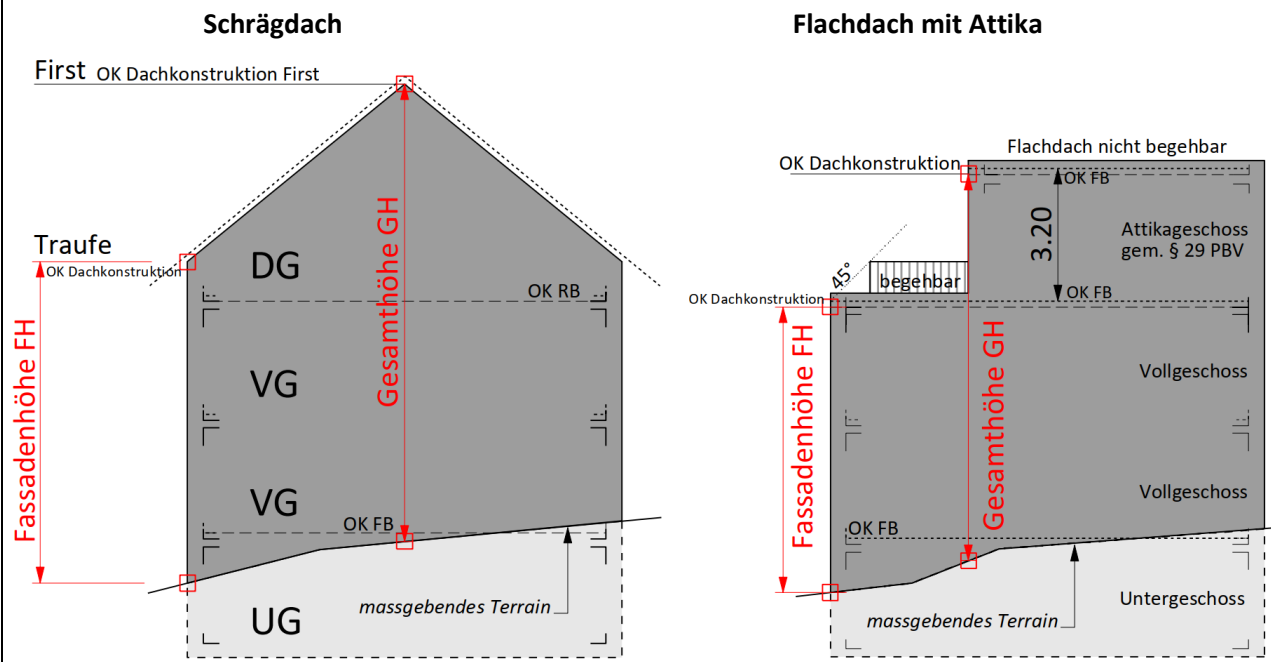 Schrägdach
First OK Dachkonstruktion First
Traufe
OK Dachkonstruktion
DG
OK RB
Gesamthöhe GH
Fassadenhöhe FH
VG
VG
OK FB
massgebendes Terrain
UG
Flachdach mit Attika
Flachdach nicht begehbar
OK Dachkonstruktion
OK FB
3.20
Attikageschoss
gem. § 29 PBV
45°
begehbar
OK FB
OK Dachkonstruktion
Fassadenhöhe FH
Gesamthöhe GH
Vollgeschoss
Vollgeschoss
OK FB
Untergeschoss
massgebendes Terrain